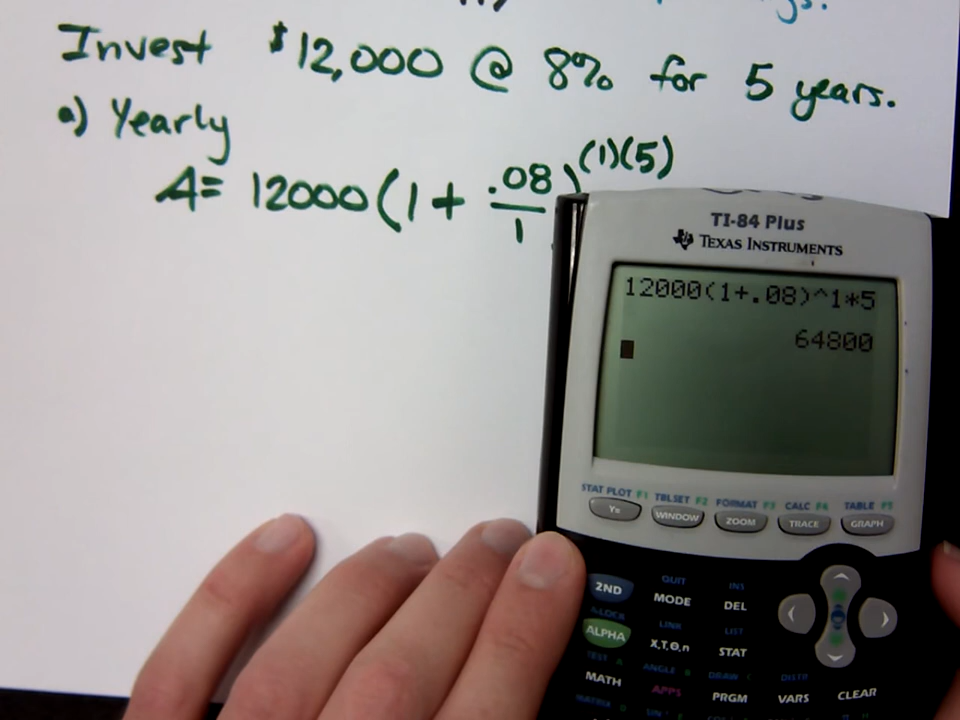 Invest $12,000 @ 8% for 5 years.
a) Yearly
A = 12000(1 + .08/1)^(1)(5)
TI-84 Plus
TEXAS INSTRUMENTS
12000(1+.08)^1*5
64800
STAT PLOT F1 TBLSET F2 FORMAT F3 CALC F4 TABLE F5
Y= WINDOW ZOOM TRACE GRAPH
QUIT INS
2ND MODE DEL
A-LOCK LINK LIST
ALPHA X,T,θ,n STAT
TEST A ANGLE B DRAW C DISTR
MATH APPS PRGM VARS CLEAR